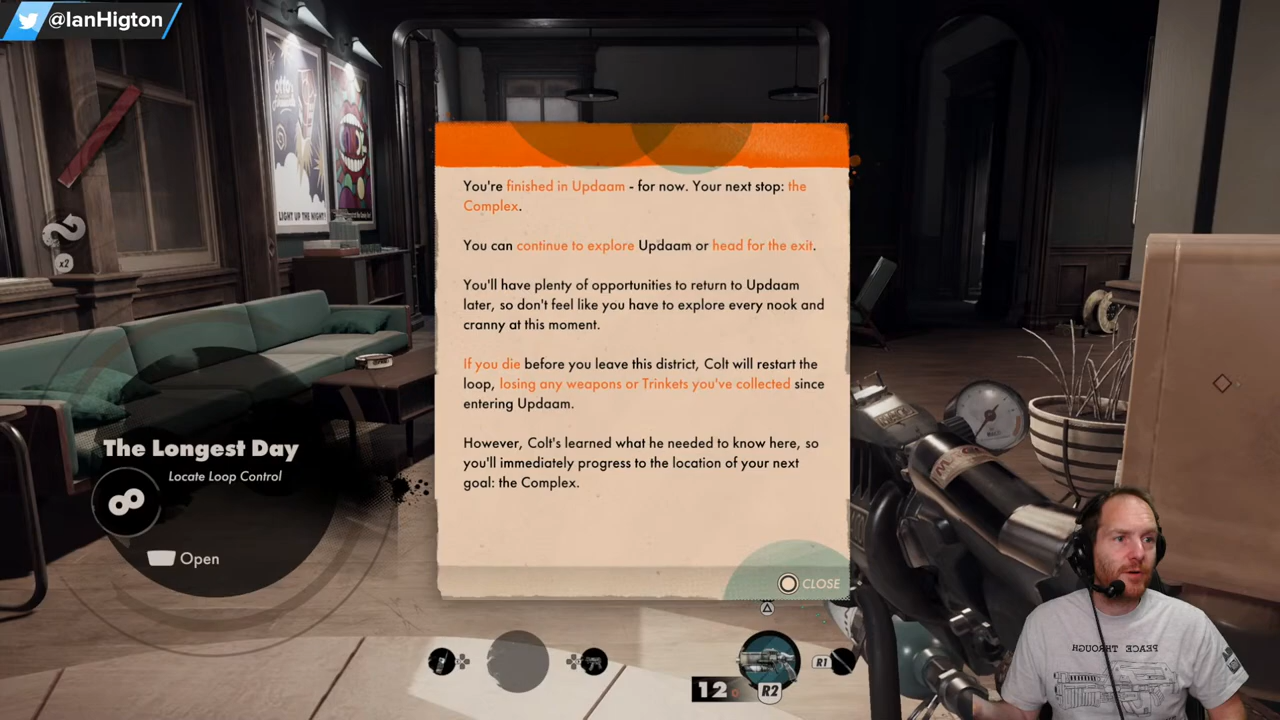 @IanHigton
otto's
LIGHT UP THE NIGHT!
x2
You're finished in Updaam - for now. Your next stop: the
Complex.
You can continue to explore Updaam or head for the exit.
You'll have plenty of opportunities to return to Updaam
later, so don't feel like you have to explore every nook and
cranny at this moment.
If you die before you leave this district, Colt will restart the
loop, losing any weapons or Trinkets you've collected since
entering Updaam.
However, Colt's learned what he needed to know here, so
you'll immediately progress to the location of your next
goal: the Complex.
CLOSE
The Longest Day
Locate Loop Control
Open
12
R2
R1
PEACE THROUGH